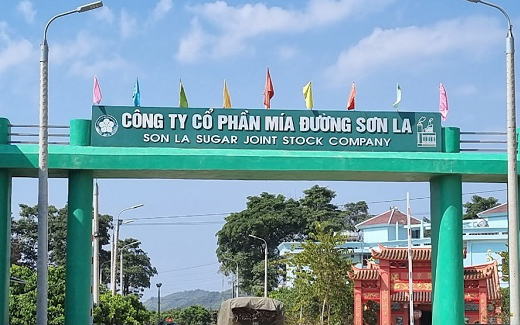 CÔNG TY CỔ PHẦN MÍA ĐƯỜNG SƠN LA
SON LA SUGAR JOINT STOCK COMPANY